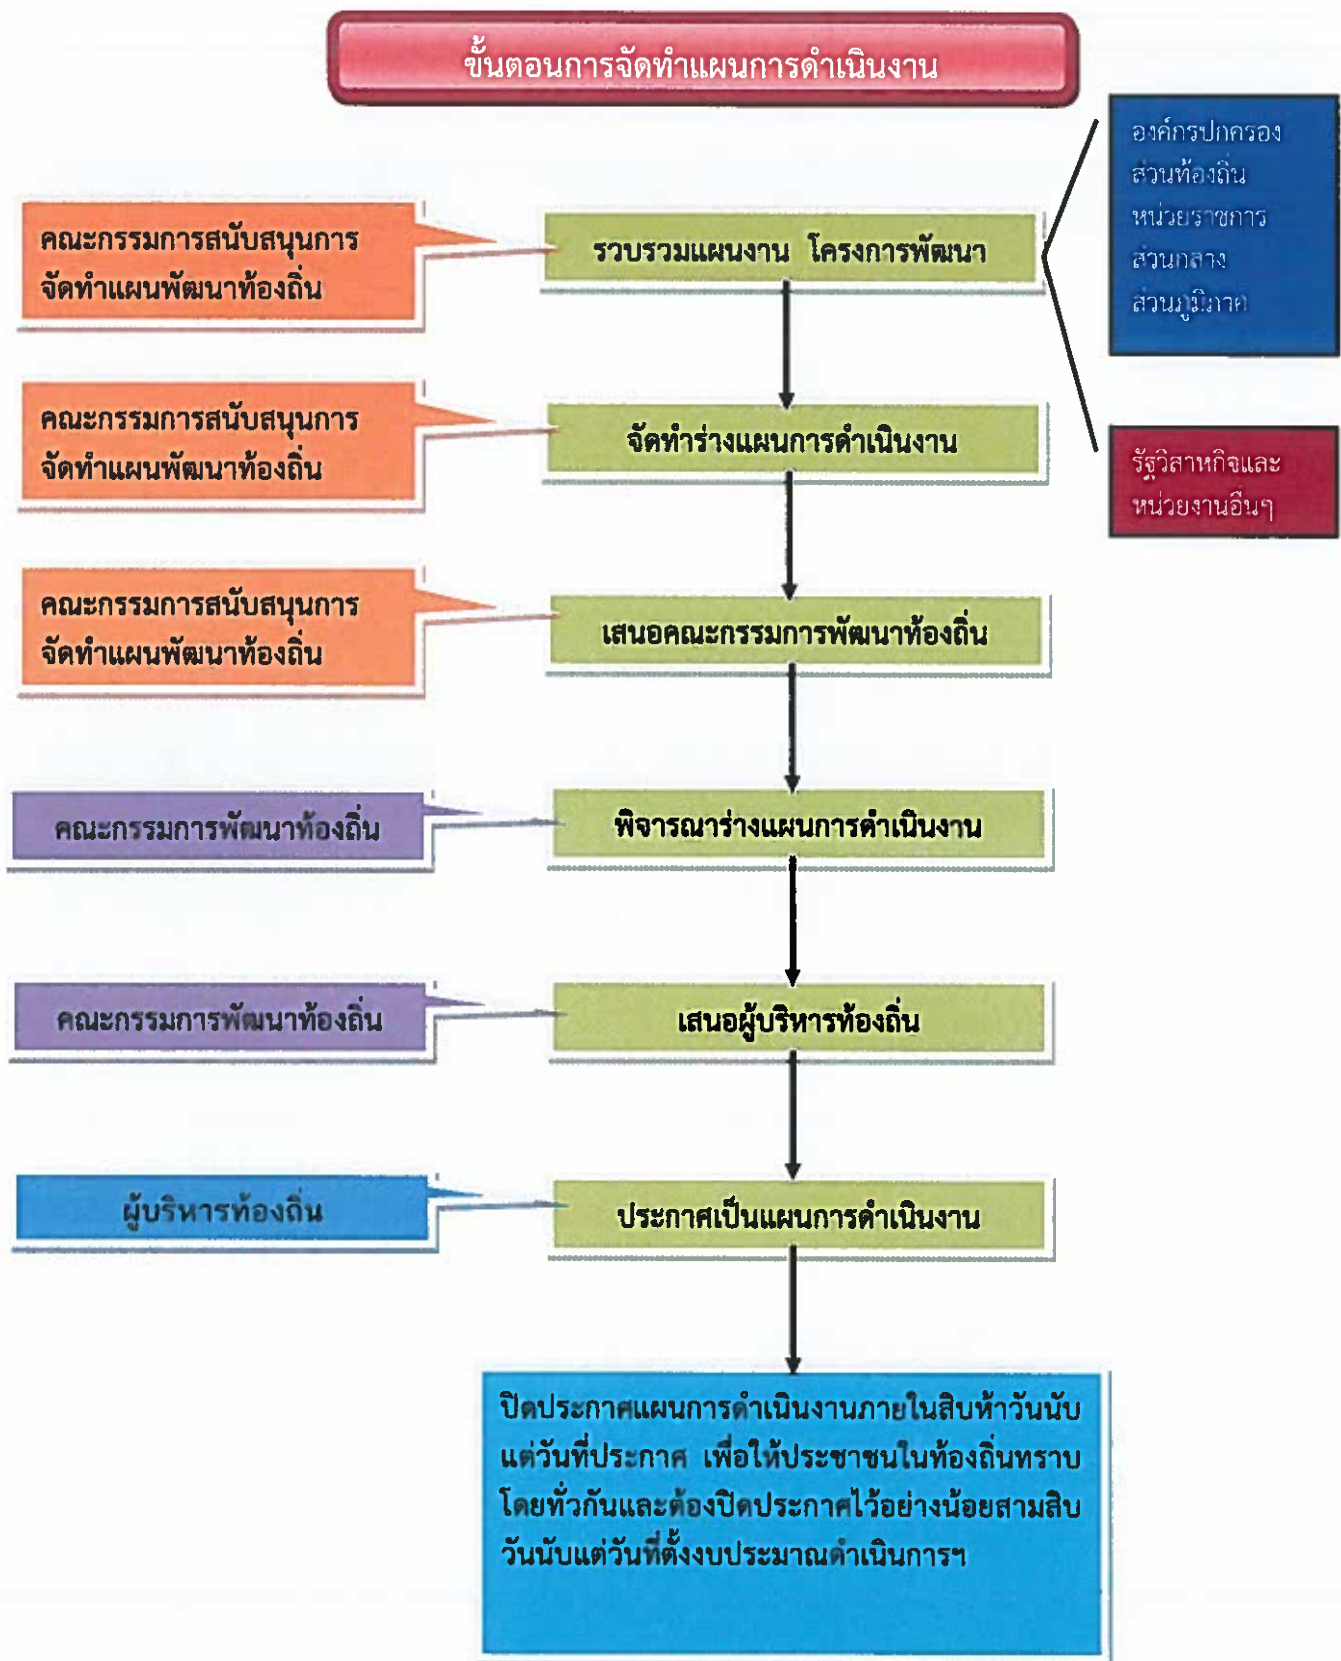 ขั้นตอนการจัดทำแผนการดำเนินงาน
องค์กรปกครอง
ส่วนท้องถิ่น
หน่วยราชการ
ส่วนกลาง
ส่วนภูมิภาค
คณะกรรมการสนับสนุนการ
จัดทำแผนพัฒนาท้องถิ่น
รวบรวมแผนงาน โครงการพัฒนา
คณะกรรมการสนับสนุนการ
จัดทำแผนพัฒนาท้องถิ่น
จัดทำร่างแผนการดำเนินงาน
รัฐวิสาหกิจและ
หน่วยงานอื่นๆ
คณะกรรมการสนับสนุนการ
จัดทำแผนพัฒนาท้องถิ่น
เสนอคณะกรรมการพัฒนาท้องถิ่น
คณะกรรมการพัฒนาท้องถิ่น
พิจารณาร่างแผนการดำเนินงาน
คณะกรรมการพัฒนาท้องถิ่น
เสนอผู้บริหารท้องถิ่น
ผู้บริหารท้องถิ่น
ประกาศเป็นแผนการดำเนินงาน
ปิดประกาศแผนการดำเนินงานภายในสิบห้าวันนับ
แต่วันที่ประกาศ เพื่อให้ประชาชนในท้องถิ่นทราบ
โดยทั่วกันและต้องปิดประกาศไว้อย่างน้อยสามสิบ
วันนับแต่วันที่ตั้งงบประมาณดำเนินการฯ